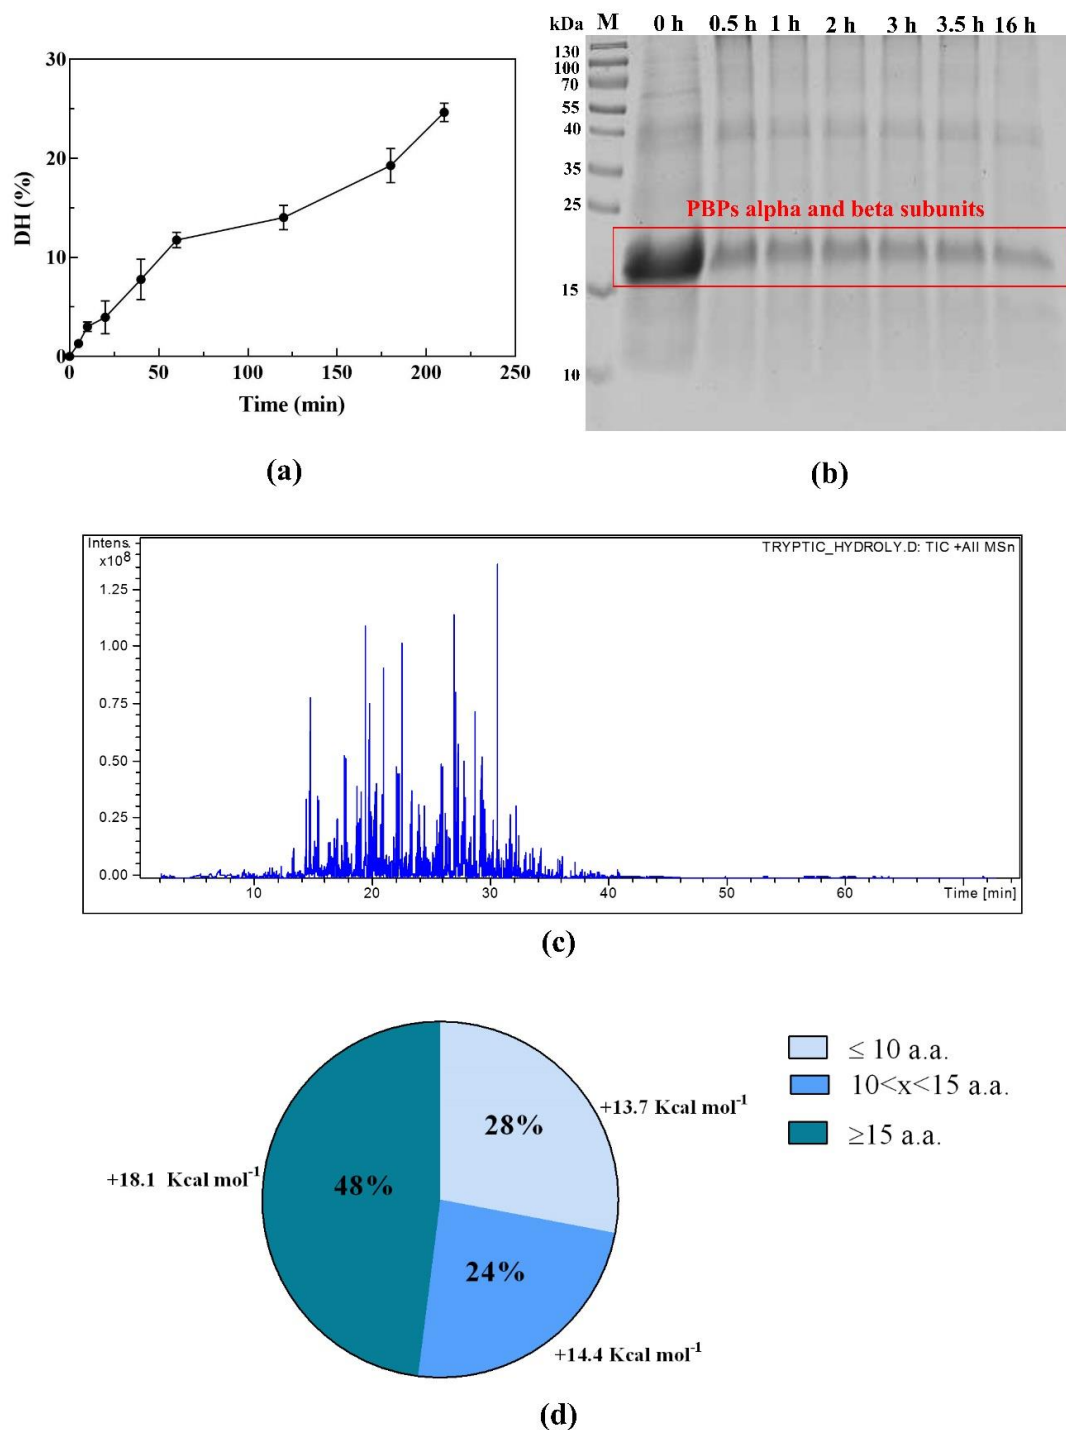 30
20
10
0
DH (%)
0 50 100 150 200 250
Time (min)
(a)
kDa M 0 h 0.5 h 1 h 2 h 3 h 3.5 h 16 h
130
100
70
55
40
35
25
PBPs alpha and beta subunits
15
10
(b)
Intens.
x10⁸
TRYPTIC_HYDROLY.D: TIC +All MSn
1.25
1.00
0.75
0.50
0.25
0.00
10 20 30 40 50 60 Time [min]
(c)
≤ 10 a.a.
10<x<15 a.a.
≥15 a.a.
28%
+13.7 Kcal mol⁻¹
48%
+18.1 Kcal mol⁻¹
24%
+14.4 Kcal mol⁻¹
(d)